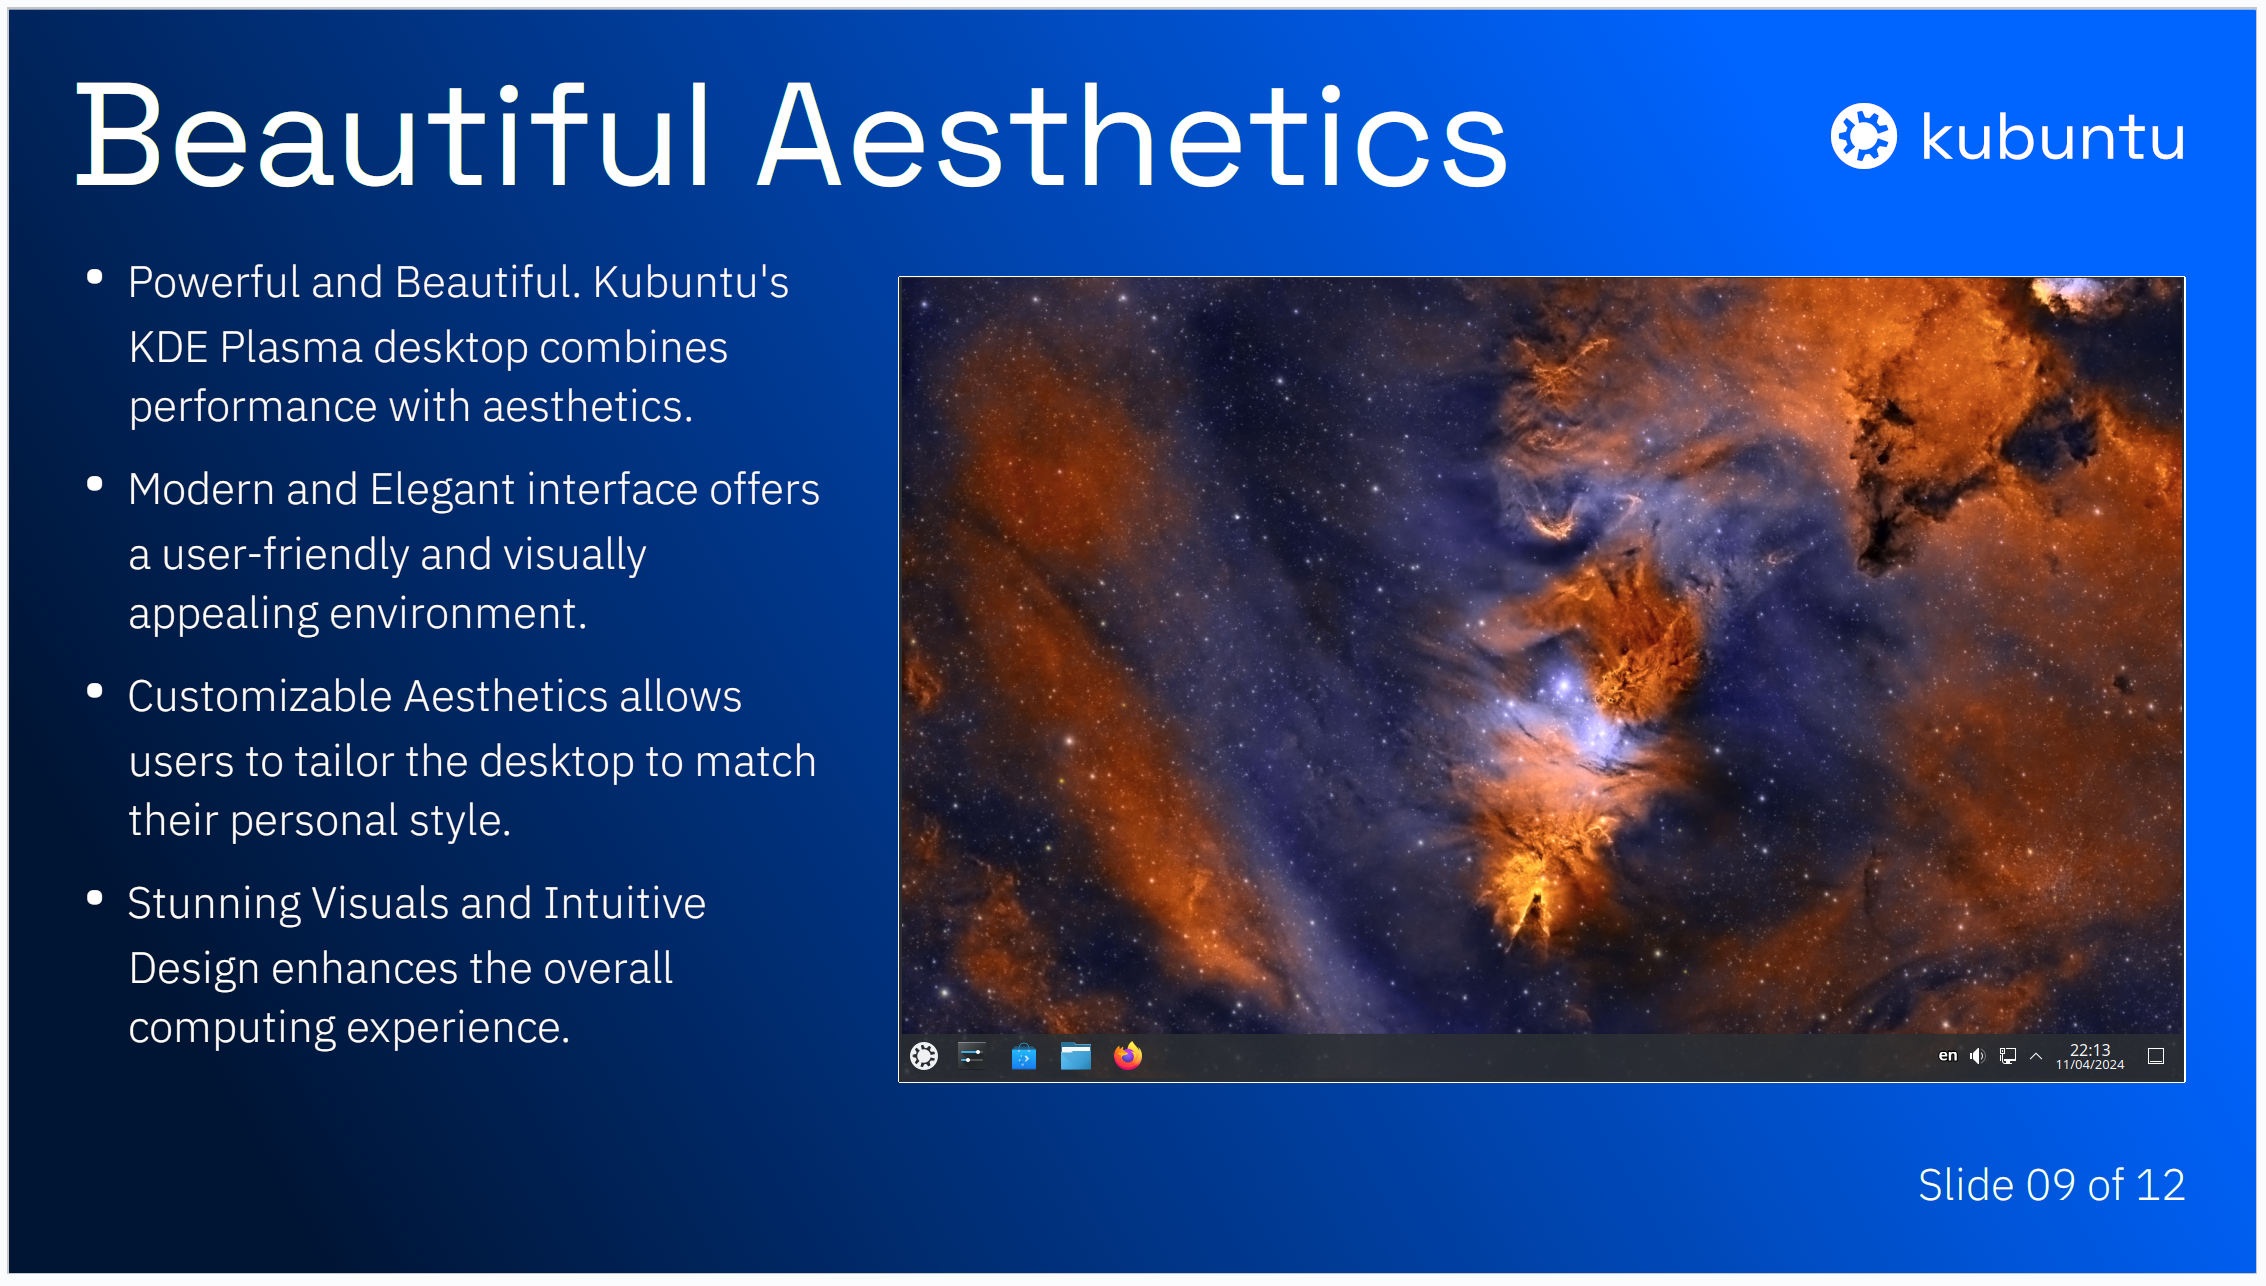 Beautiful Aesthetics
kubuntu
• Powerful and Beautiful. Kubuntu's
KDE Plasma desktop combines
performance with aesthetics.
• Modern and Elegant interface offers
a user-friendly and visually
appealing environment.
• Customizable Aesthetics allows
users to tailor the desktop to match
their personal style.
• Stunning Visuals and Intuitive
Design enhances the overall
computing experience.
en
22:13
11/04/2024
Slide 09 of 12